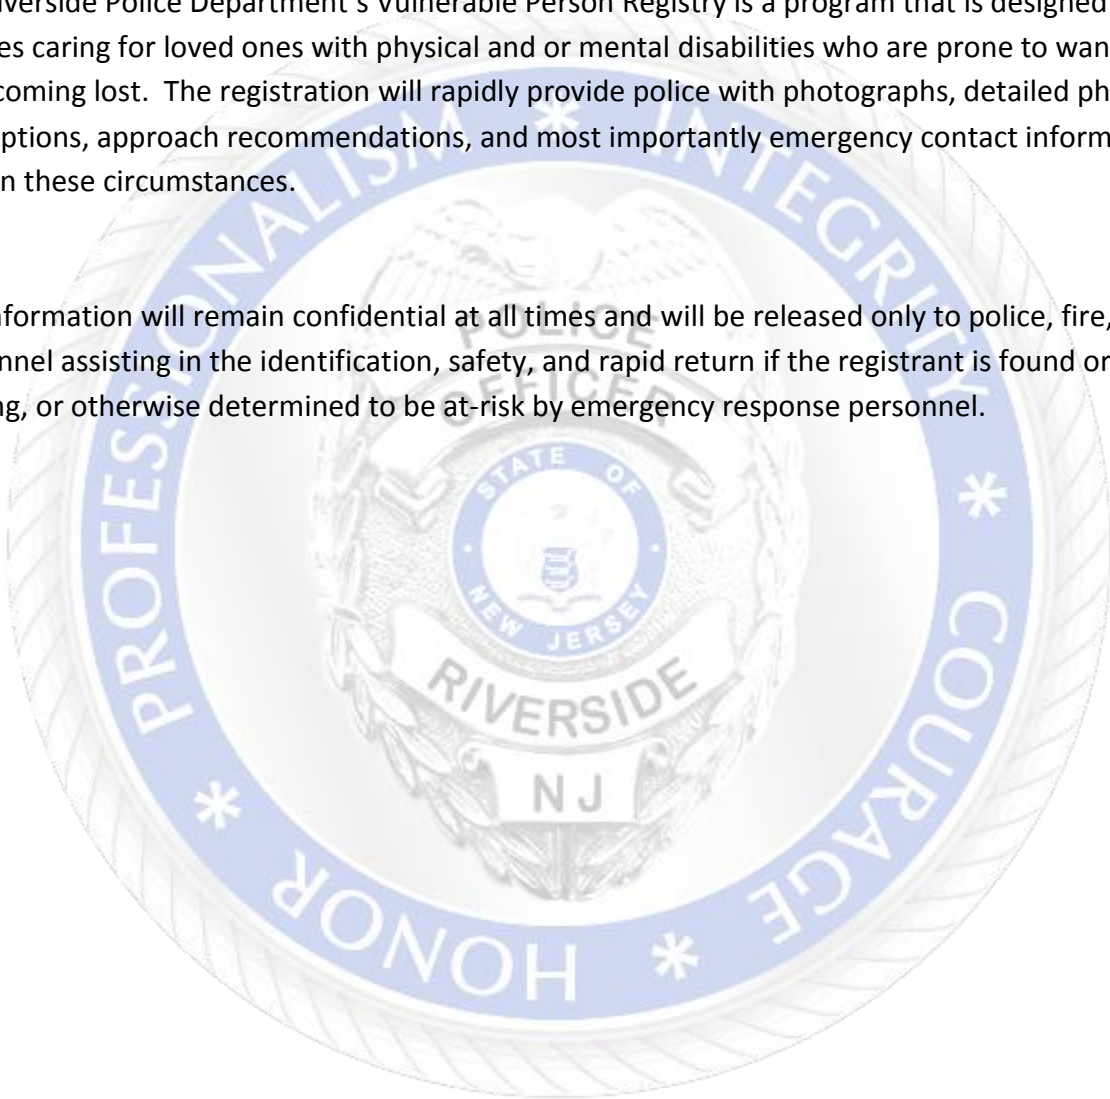 iverside Police Department's Vulnerable Person Registry is a program that is designed
es caring for loved ones with physical and or mental disabilities who are prone to wan
coming lost. The registration will rapidly provide police with photographs, detailed ph
ptions, approach recommendations, and most importantly emergency contact inform
n these circumstances.
nformation will remain confidential at all times and will be released only to police, fire,
nnel assisting in the identification, safety, and rapid return if the registrant is found or
ng, or otherwise determined to be at-risk by emergency response personnel.
PROFESSIONALISM * INTEGRITY * COURAGE * HONOR *
POLICE
OFFICER
STATE OF
NEW JERSEY
RIVERSIDE
NJ